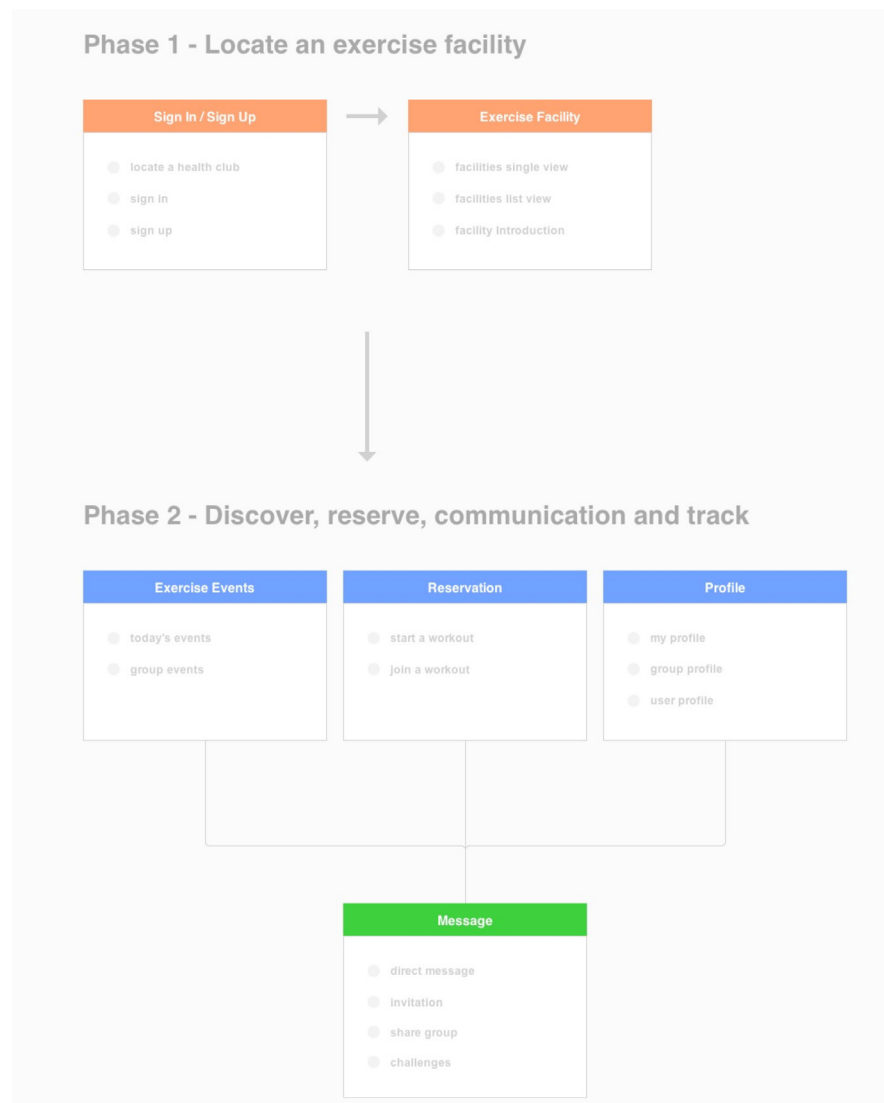 Phase 1 - Locate an exercise facility
Sign In / Sign Up
locate a health club
sign in
sign up
Exercise Facility
facilities single view
facilities list view
facility Introduction
Phase 2 - Discover, reserve, communication and track
Exercise Events
today's events
group events
Reservation
start a workout
join a workout
Profile
my profile
group profile
user profile
Message
direct message
invitation
share group
challenges